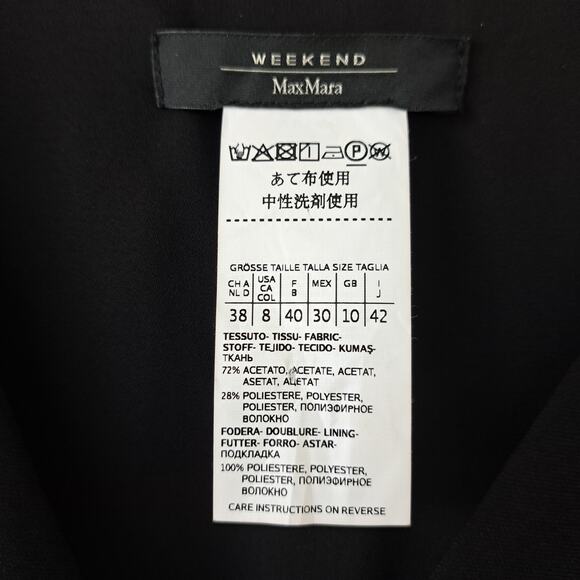 WEEKEND
MaxMara
あて布使用
中性洗剤使用
GRÖSSE TAILLE TALLA SIZE TAGLIA
CH A NL D USA CA COL F B MEX GB I J
38 8 40 30 10 42
TESSUTO- TISSU- FABRIC-
STOFF- TEJIDO- TECIDO- KUMAŞ-
ТКАНЬ
72% ACETATO, ACETATE, ACETAT,
ASETAT, АЦЕТАТ
28% POLIESTERE, POLYESTER,
POLIESTER, ПОЛИЭФИРНОЕ
ВОЛОКНО
FODERA- DOUBLURE- LINING-
FUTTER- FORRO- ASTAR-
ПОДКЛАДКА
100% POLIESTERE, POLYESTER,
POLIESTER, ПОЛИЭФИРНОЕ
ВОЛОКНО
CARE INSTRUCTIONS ON REVERSE